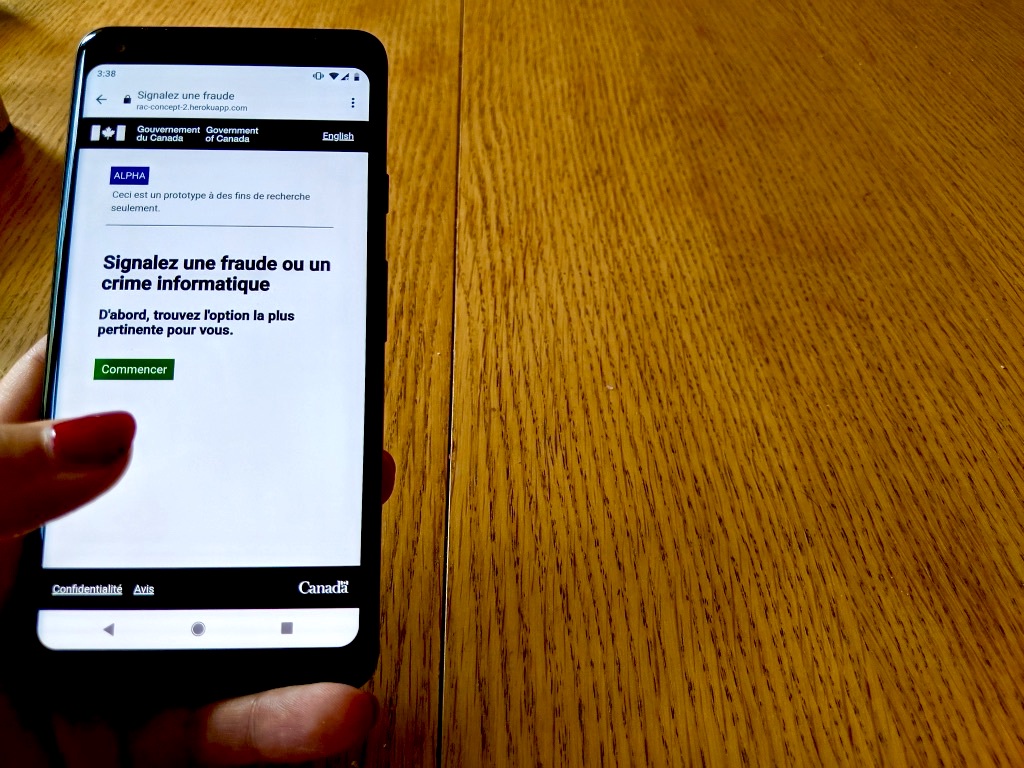 3:38
Signalez une fraude
rac-concept-2.herokuapp.com
Gouvernement Government
du Canada of Canada
English
ALPHA
Ceci est un prototype à des fins de recherche
seulement.
Signalez une fraude ou un
crime informatique
D'abord, trouvez l'option la plus
pertinente pour vous.
Commencer
Confidentialité Avis
Canada